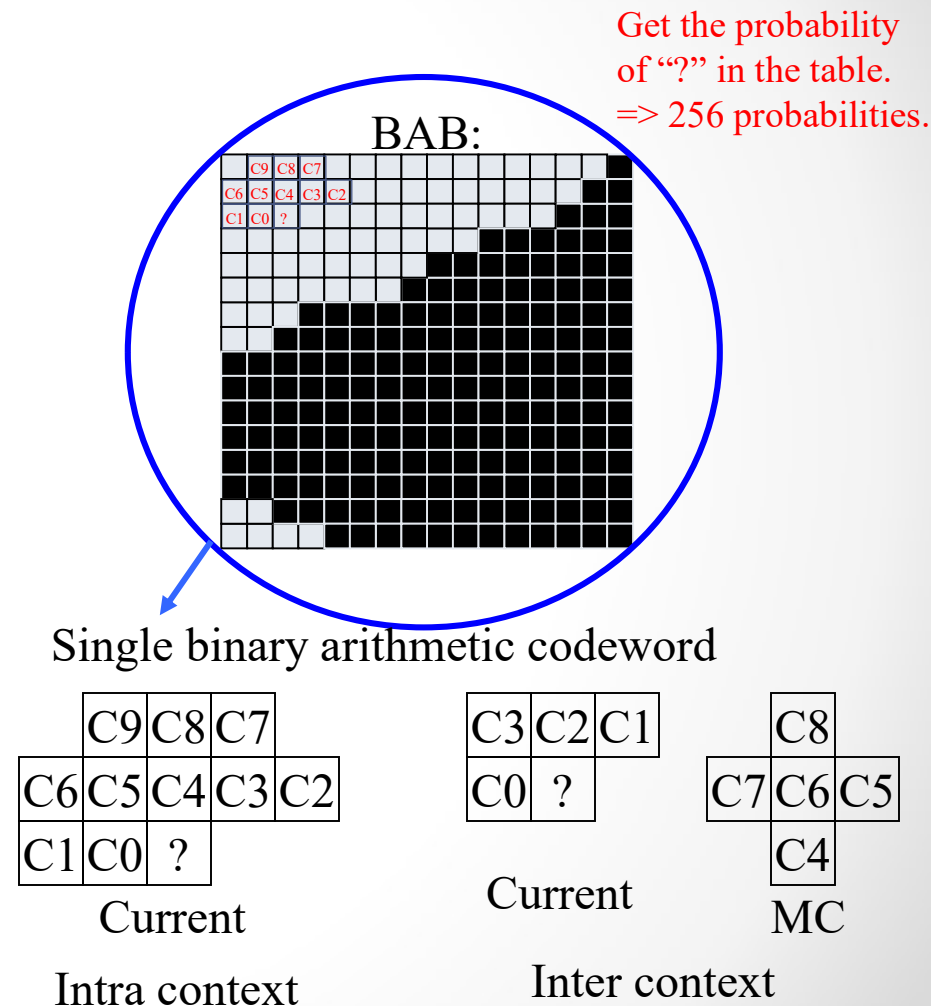 Get the probability
of “?” in the table.
=> 256 probabilities.
BAB:
C9 C8 C7
C6 C5 C4 C3 C2
C1 C0 ?
Single binary arithmetic codeword
C9 C8 C7
C6 C5 C4 C3 C2
C1 C0 ?
Current
Intra context
C3 C2 C1
C0 ?
Current
C8
C7 C6 C5
C4
MC
Inter context